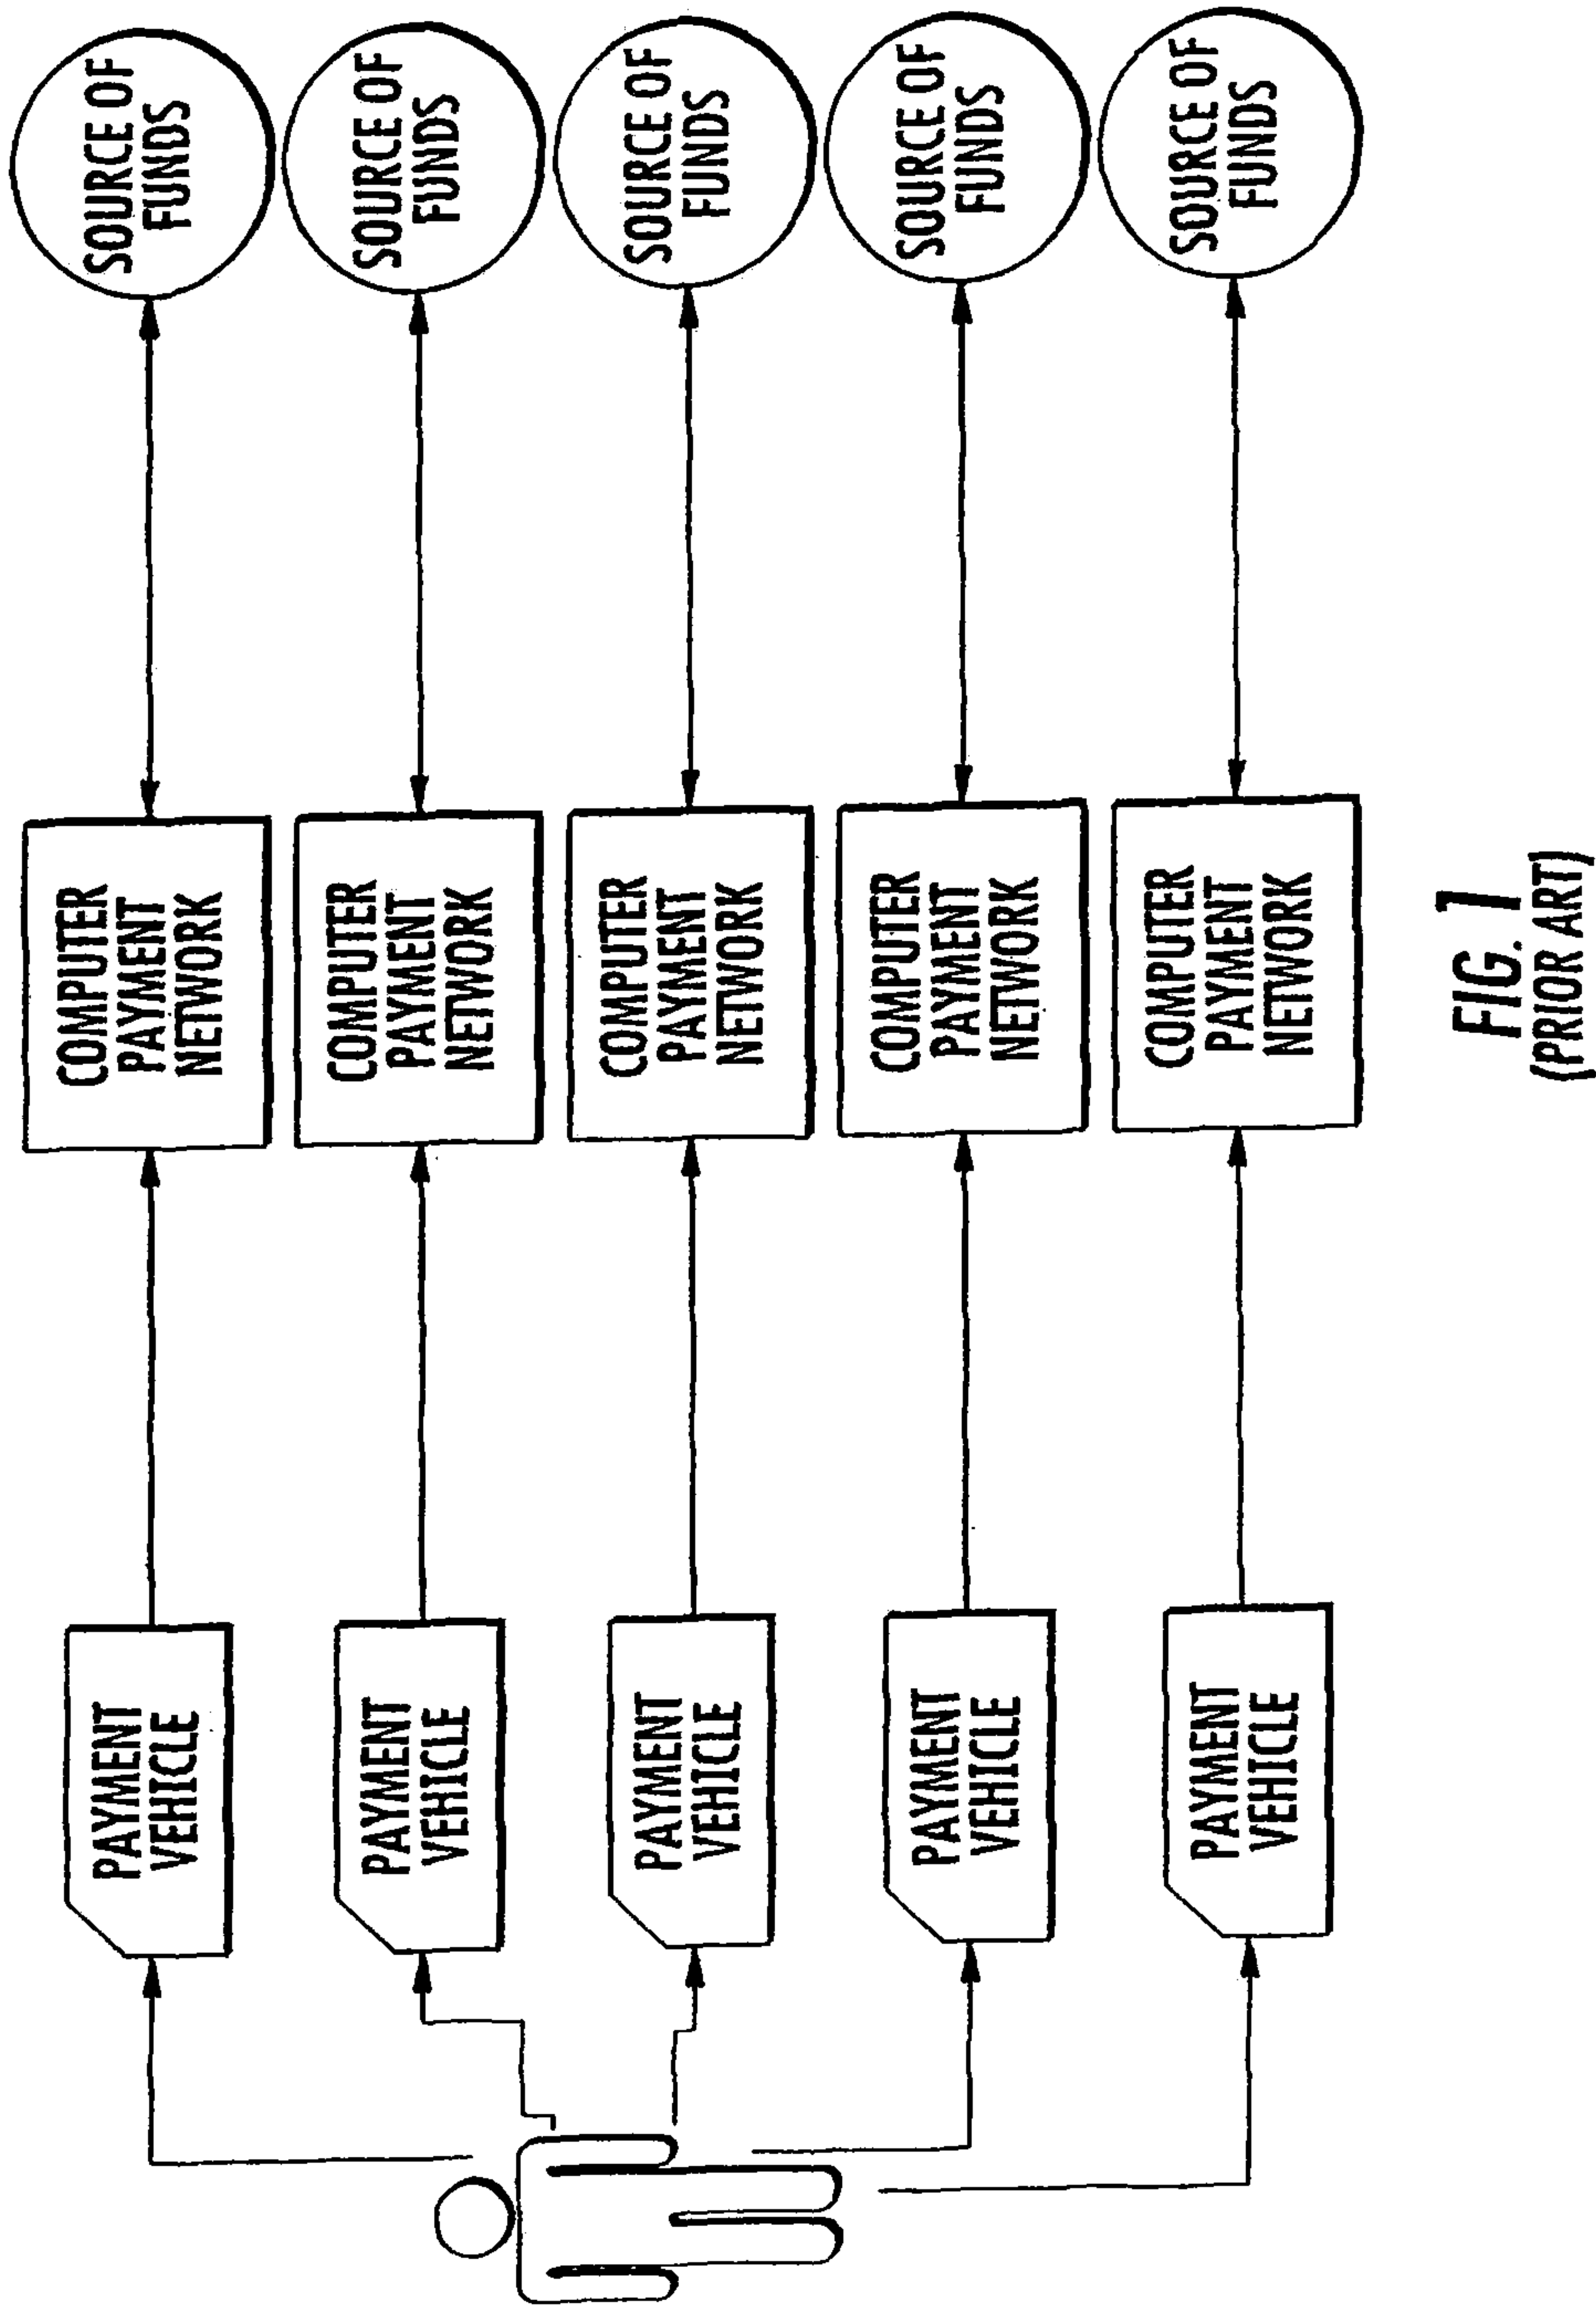 SOURCE OF
FUNDS
SOURCE OF
FUNDS
SOURCE OF
FUNDS
SOURCE OF
FUNDS
SOURCE OF
FUNDS
COMPUTER
PAYMENT
NETWORK
COMPUTER
PAYMENT
NETWORK
COMPUTER
PAYMENT
NETWORK
COMPUTER
PAYMENT
NETWORK
COMPUTER
PAYMENT
NETWORK
PAYMENT
VEHICLE
PAYMENT
VEHICLE
PAYMENT
VEHICLE
PAYMENT
VEHICLE
PAYMENT
VEHICLE
FIG. 1
(PRIOR ART)